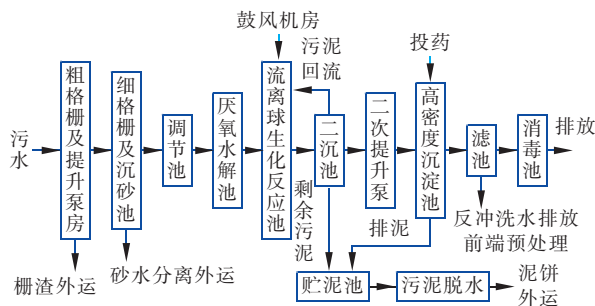 鼓风机房
污泥
回流
投药
污
水
粗格栅及提升泵房
细格栅及沉砂池
调节池
厌氧水解池
流离球生化反应池
二沉池
二次提升泵
高密度沉淀池
滤池
消毒池
排放
剩余污泥
排泥
反冲洗水排放
前端预处理
栅渣外运
砂水分离外运
贮泥池
污泥脱水
泥饼
外运